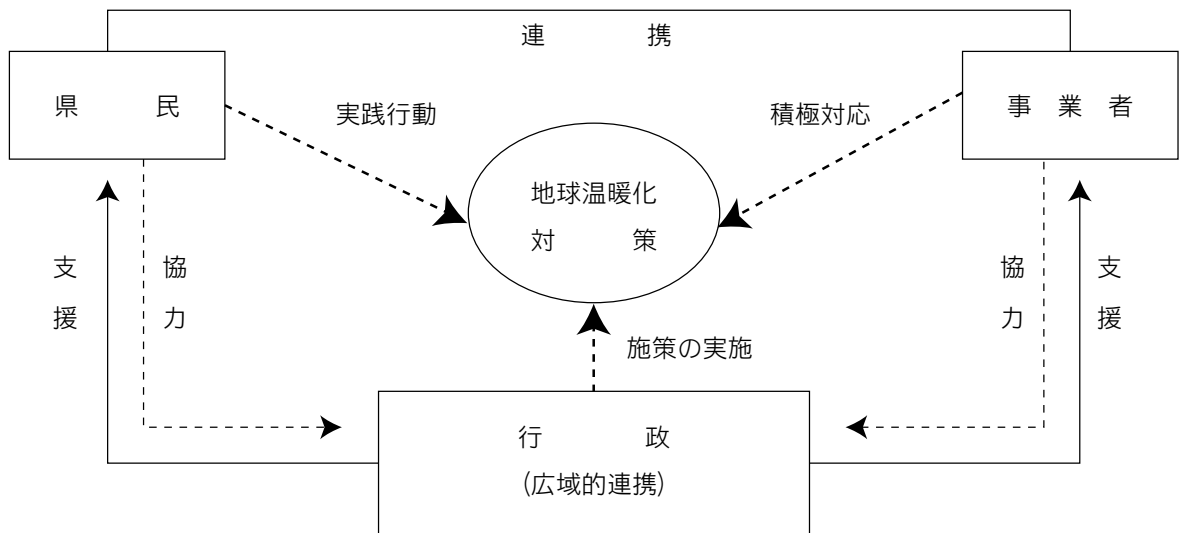 連携
県民
事業者
実践行動
積極対応
地球温暖化
対策
支援
協力
協力
支援
施策の実施
行政
(広域的連携)